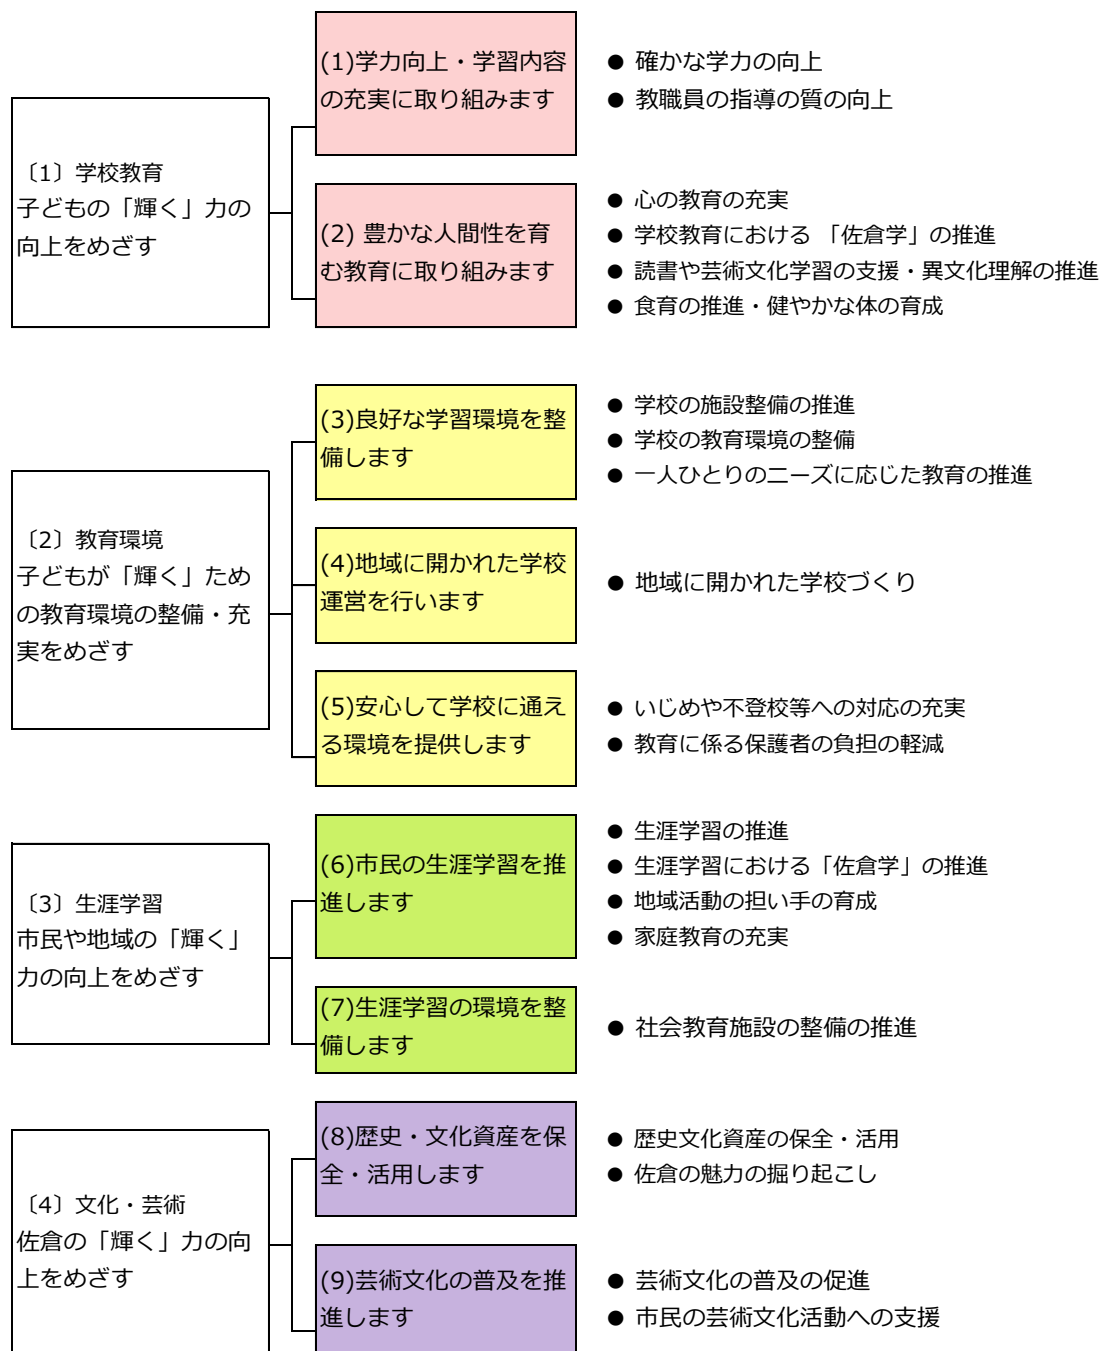 〔1〕学校教育
子どもの「輝く」力の
向上をめざす
(1)学力向上・学習内容
の充実に取り組みます
● 確かな学力の向上
● 教職員の指導の質の向上
(2) 豊かな人間性を育
む教育に取り組みます
● 心の教育の充実
● 学校教育における 「佐倉学」の推進
● 読書や芸術文化学習の支援・異文化理解の推進
● 食育の推進・健やかな体の育成
〔2〕教育環境
子どもが「輝く」ため
の教育環境の整備・充
実をめざす
(3)良好な学習環境を整
備します
● 学校の施設整備の推進
● 学校の教育環境の整備
● 一人ひとりのニーズに応じた教育の推進
(4)地域に開かれた学校
運営を行います
● 地域に開かれた学校づくり
(5)安心して学校に通え
る環境を提供します
● いじめや不登校等への対応の充実
● 教育に係る保護者の負担の軽減
〔3〕生涯学習
市民や地域の「輝く」
力の向上をめざす
(6)市民の生涯学習を推
進します
● 生涯学習の推進
● 生涯学習における「佐倉学」の推進
● 地域活動の担い手の育成
● 家庭教育の充実
(7)生涯学習の環境を整
備します
● 社会教育施設の整備の推進
〔4〕文化・芸術
佐倉の「輝く」力の向
上をめざす
(8)歴史・文化資産を保
全・活用します
● 歴史文化資産の保全・活用
● 佐倉の魅力の掘り起こし
(9)芸術文化の普及を推
進します
● 芸術文化の普及の促進
● 市民の芸術文化活動への支援